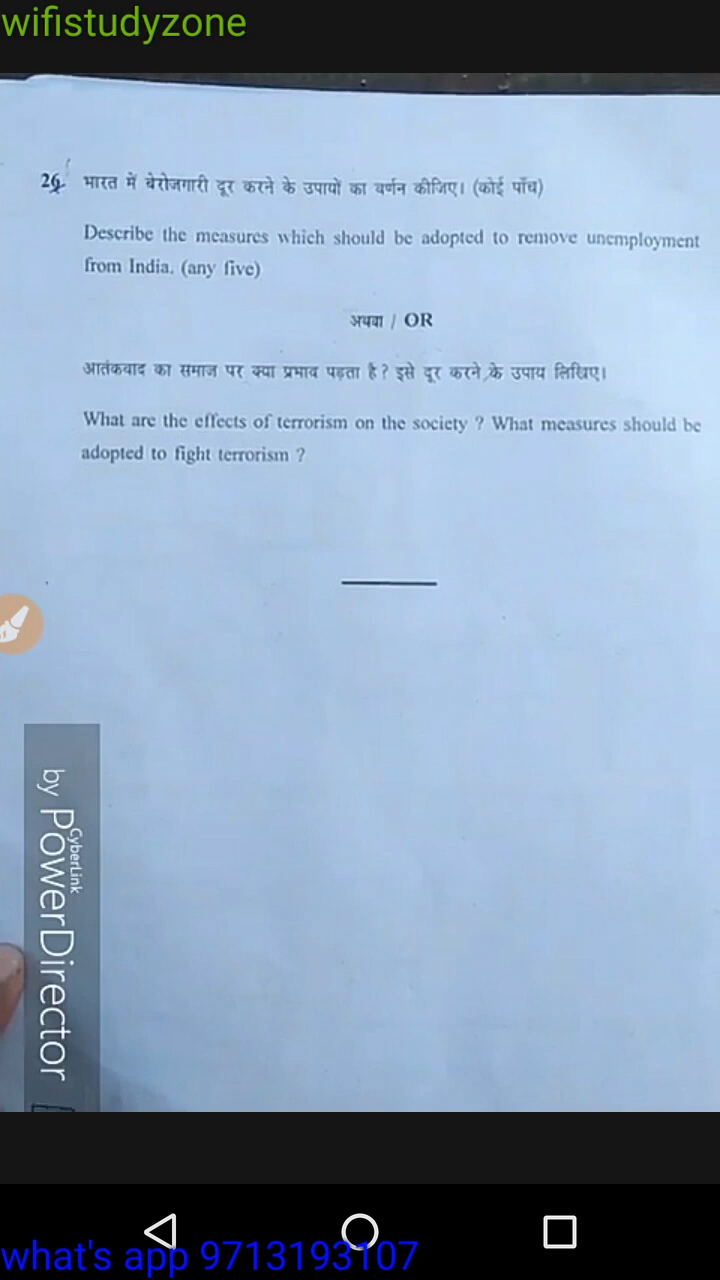 wifistudyzone
26. भारत में बेरोजगारी दूर करने के उपायों का वर्णन कीजिए। (कोई पाँच)
Describe the measures which should be adopted to remove unemployment
from India. (any five)
अथवा / OR
आतंकवाद का समाज पर क्या प्रभाव पड़ता है? इसे दूर करने के उपाय लिखिए।
What are the effects of terrorism on the society ? What measures should be
adopted to fight terrorism ?
by CyberLink
PowerDirector
what's app 9713193107